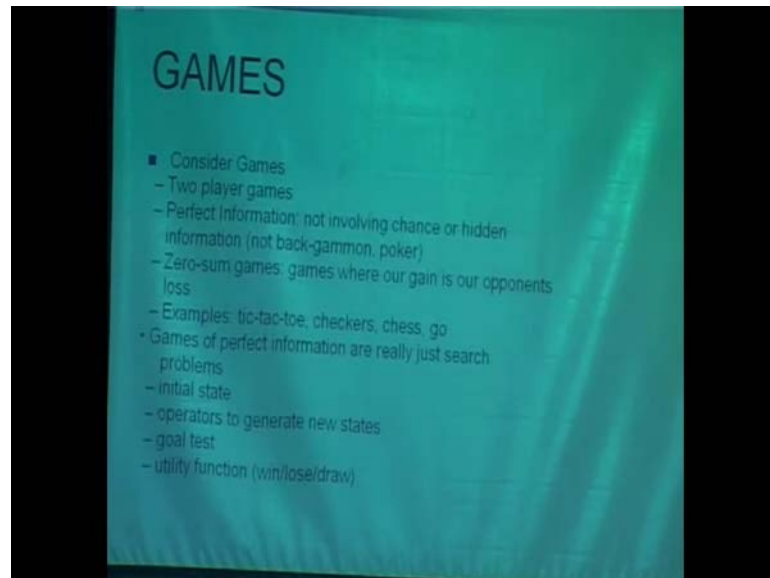 GAMES
■ Consider Games
– Two player games
– Perfect Information: not involving chance or hidden
information (not back-gammon, poker)
– Zero-sum games: games where our gain is our opponents
loss
– Examples: tic-tac-toe, checkers, chess, go
• Games of perfect information are really just search
problems
– initial state
– operators to generate new states
– goal test
– utility function (win/lose/draw)